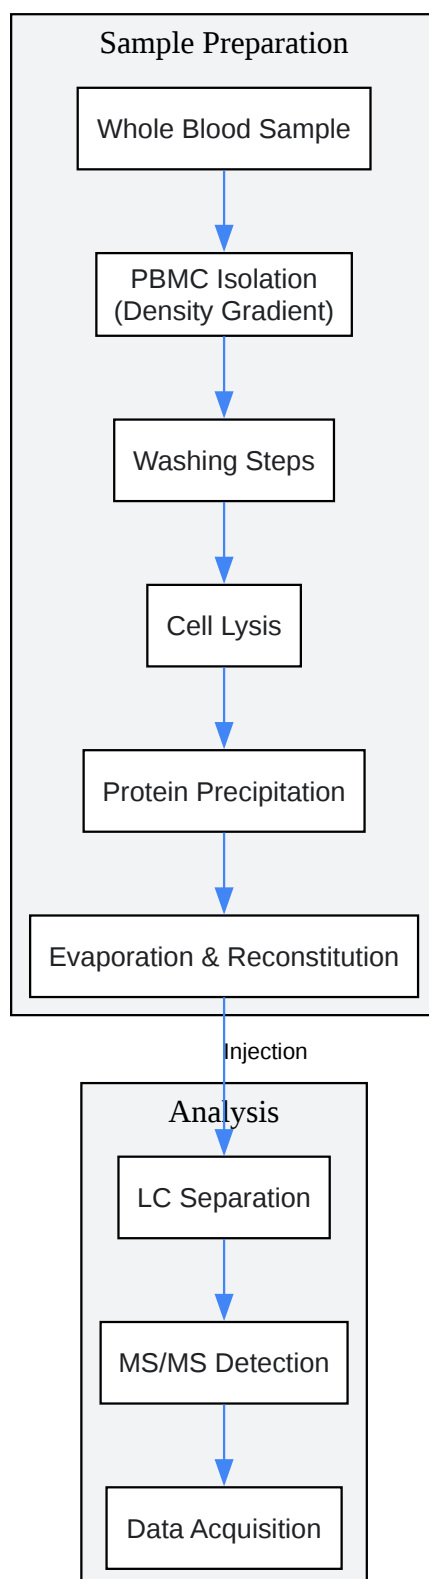 Sample Preparation
Whole Blood Sample
PBMC Isolation
(Density Gradient)
Washing Steps
Cell Lysis
Protein Precipitation
Evaporation & Reconstitution
Injection
Analysis
LC Separation
MS/MS Detection
Data Acquisition